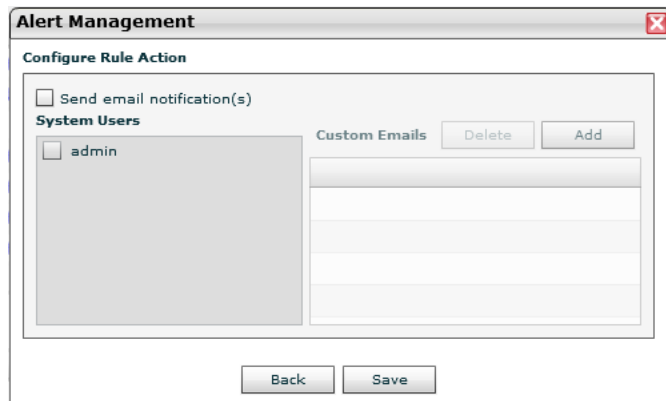 Alert Management
Configure Rule Action
Send email notification(s)
System Users
admin
Custom Emails
Delete
Add
Back
Save